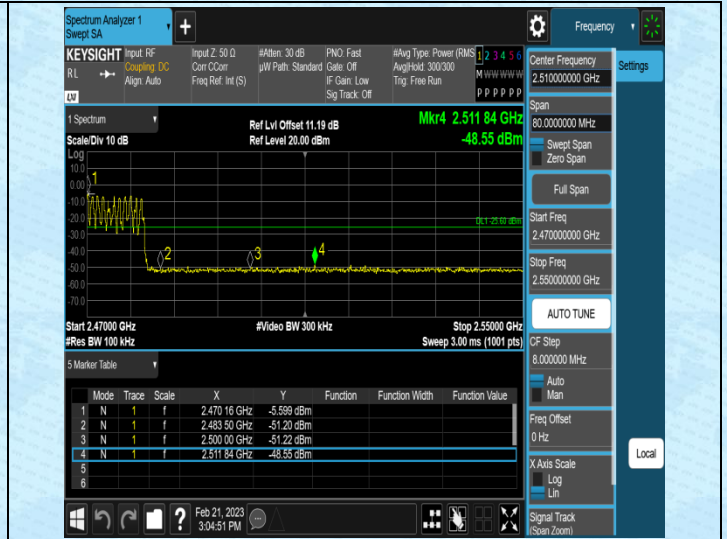 Spectrum Analyzer 1
Swept SA
+
Frequency
KEYSIGHT
RL
LXI
Input: RF
Coupling: DC
Align: Auto
Input Z: 50 Ω
Corr CCorr
Freq Ref: Int (S)
#Atten: 30 dB
µW Path: Standard
PNO: Fast
Gate: Off
IF Gain: Low
Sig Track: Off
#Avg Type: Power (RMS
Avg|Hold: 300/300
Trig: Free Run
1 2 3 4 5 6
M W W W W W
P P P P P P
1 Spectrum
Scale/Div 10 dB
Ref Lvl Offset 11.19 dB
Ref Level 20.00 dBm
Mkr4 2.511 84 GHz
-48.55 dBm
Log
10.0
0.00
-10.0
-20.0
-30.0
-40.0
-50.0
-60.0
-70.0
1
2
3
4
DL1 -25.60 dBm
Start 2.47000 GHz
#Res BW 100 kHz
#Video BW 300 kHz
Stop 2.55000 GHz
Sweep 3.00 ms (1001 pts)
5 Marker Table
Mode Trace Scale X Y Function Function Width Function Value
1 N 1 f 2.470 16 GHz -5.599 dBm
2 N 1 f 2.483 50 GHz -51.20 dBm
3 N 1 f 2.500 00 GHz -51.22 dBm
4 N 1 f 2.511 84 GHz -48.55 dBm
5
6
?
Feb 21, 2023
3:04:51 PM
Center Frequency
2.510000000 GHz
Span
80.0000000 MHz
Swept Span
Zero Span
Full Span
Start Freq
2.470000000 GHz
Stop Freq
2.550000000 GHz
AUTO TUNE
CF Step
8.000000 MHz
Auto
Man
Freq Offset
0 Hz
X Axis Scale
Log
Lin
Signal Track
(Span Zoom)
Settings
Local